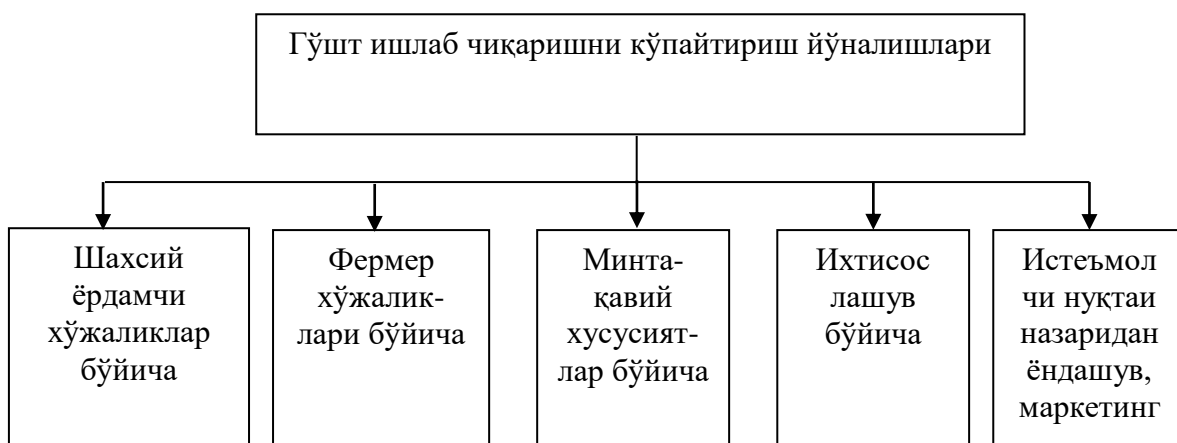 Гўшт ишлаб чиқаришни кўпайтириш йўналишлари
Шахсий
ёрдамчи
хўжаликлар
бўйича
Фермер
хўжалик-
лари бўйича
Минта-
қавий
хусусият-
лар бўйича
Ихтисос
лашув
бўйича
Истеъмол
чи нуқтаи
назаридан
ёндашув,
маркетинг